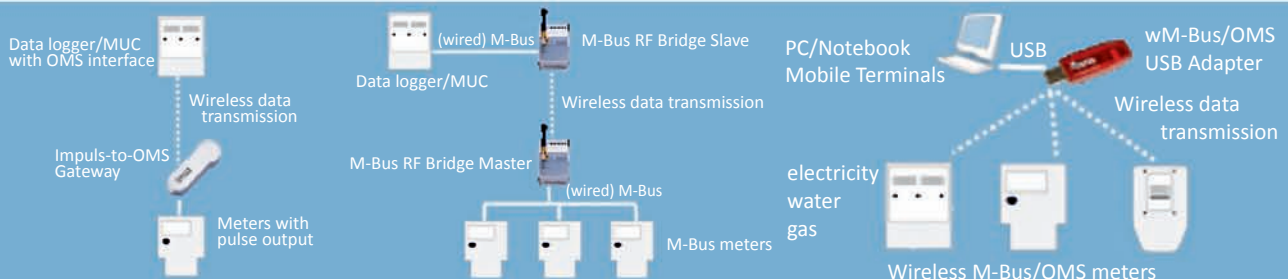 Data logger/MUC
with OMS interface
Wireless data
transmission
Impuls-to-OMS
Gateway
Meters with
pulse output
(wired) M-Bus
M-Bus RF Bridge Slave
Data logger/MUC
Wireless data transmission
M-Bus RF Bridge Master
(wired) M-Bus
M-Bus meters
PC/Notebook
Mobile Terminals
USB
wM-Bus/OMS
USB Adapter
Wireless data
transmission
electricity
water
gas
Wireless M-Bus/OMS meters